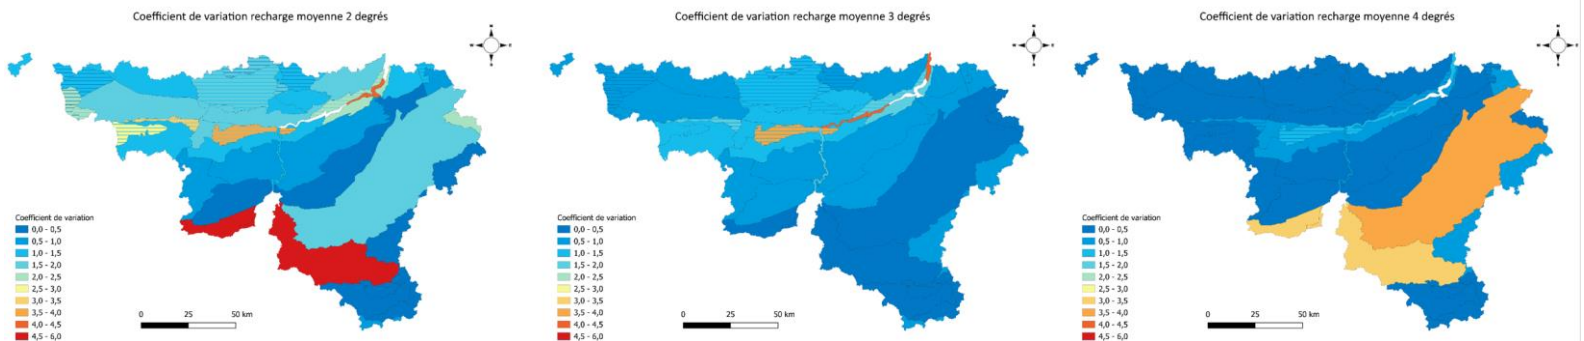 Coefficient de variation recharge moyenne 2 degrés
Coefficient de variation
0,0 - 0,5
0,5 - 1,0
1,0 - 1,5
1,5 - 2,0
2,0 - 2,5
2,5 - 3,0
3,0 - 3,5
3,5 - 4,0
4,0 - 4,5
4,5 - 6,0
0 25 50 km
Coefficient de variation recharge moyenne 3 degrés
Coefficient de variation
0,0 - 0,5
0,5 - 1,0
1,0 - 1,5
1,5 - 2,0
2,0 - 2,5
2,5 - 3,0
3,0 - 3,5
3,5 - 4,0
4,0 - 4,5
4,5 - 6,0
0 25 50 km
Coefficient de variation recharge moyenne 4 degrés
Coefficient de variation
0,0 - 0,5
0,5 - 1,0
1,0 - 1,5
1,5 - 2,0
2,0 - 2,5
2,5 - 3,0
3,0 - 3,5
3,5 - 4,0
4,0 - 4,5
4,5 - 6,0
0 25 50 km